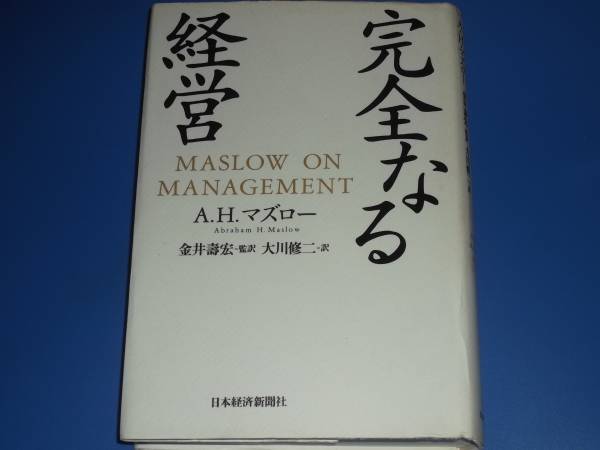 完全なる
経営
MASLOW ON
MANAGEMENT
A.H.マズロー
Abraham H. Maslow
金井壽宏-監訳 大川修二-訳
日本経済新聞社